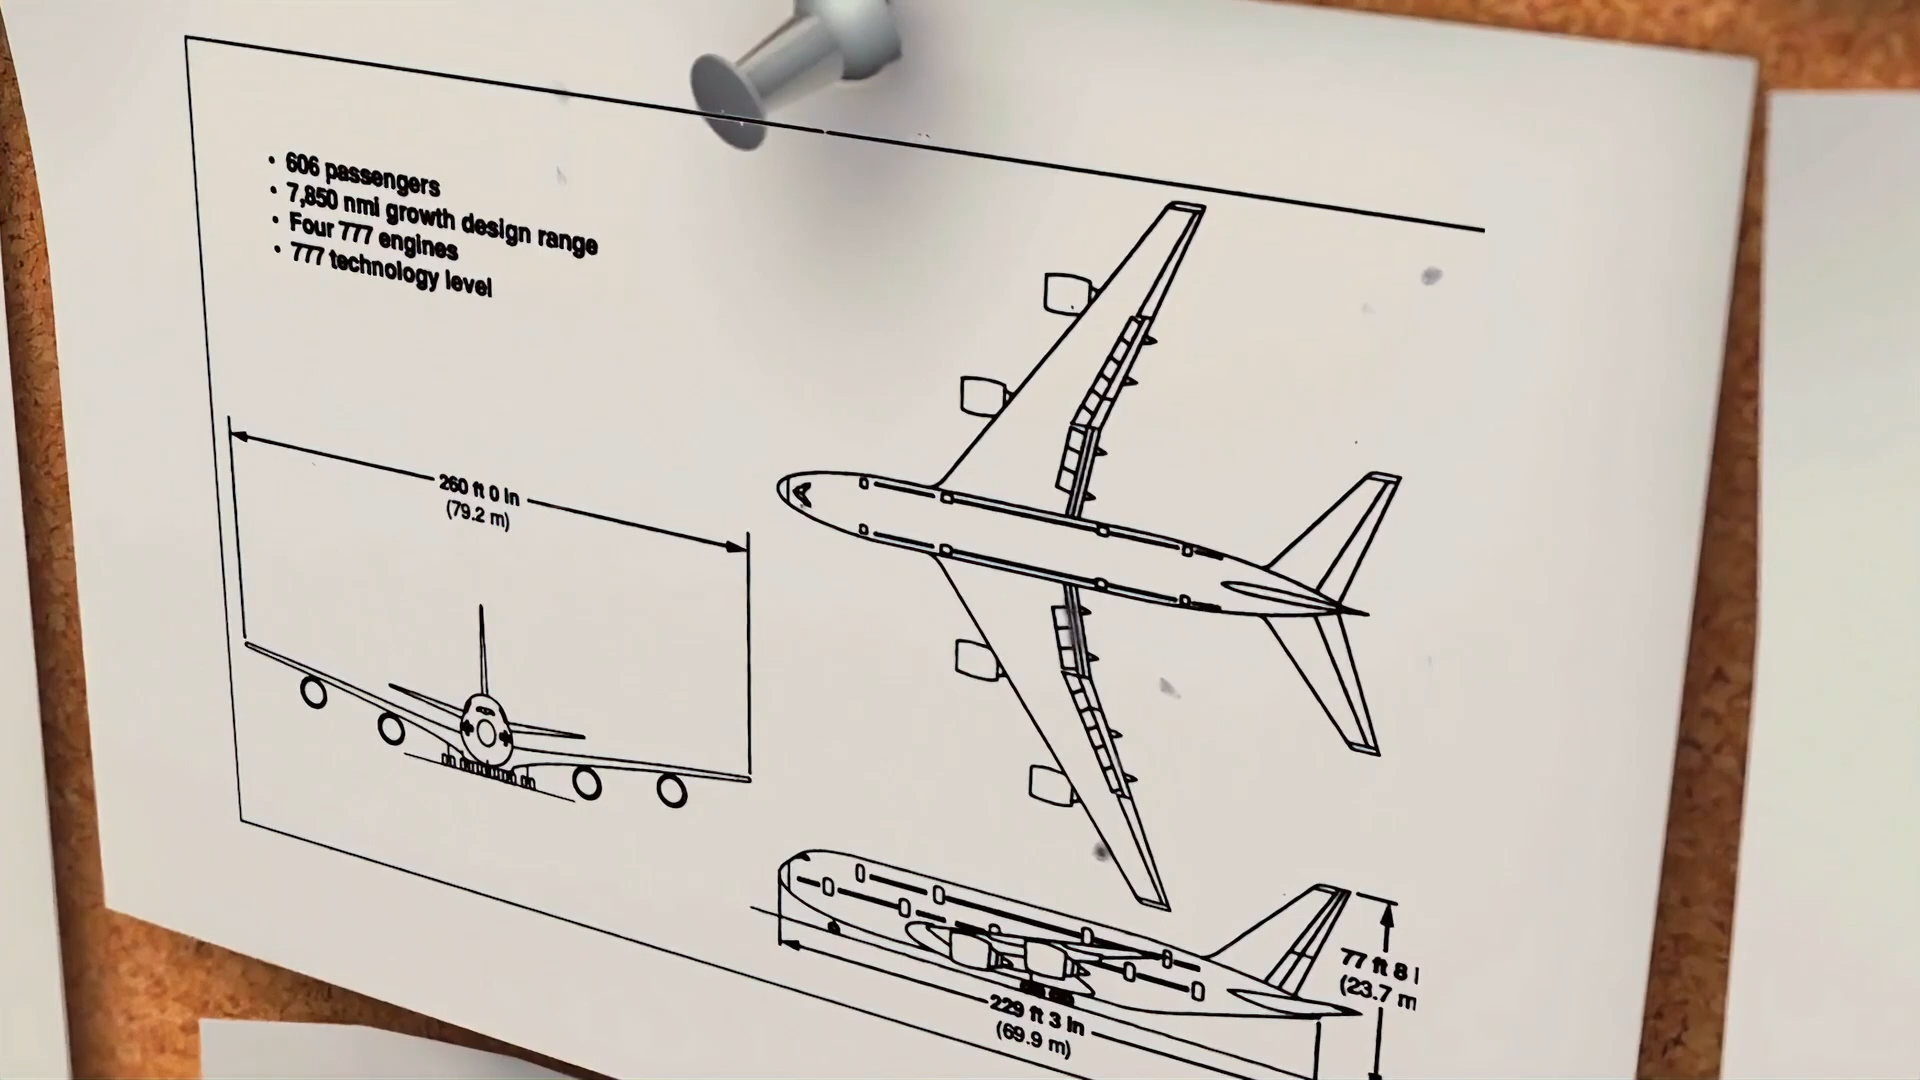 • 606 passengers
• 7,850 nmi growth design range
• Four 777 engines
• 777 technology level
260 ft 0 in
(79.2 m)
77 ft 8 i
(23.7 m
229 ft 3 in
(69.9 m)